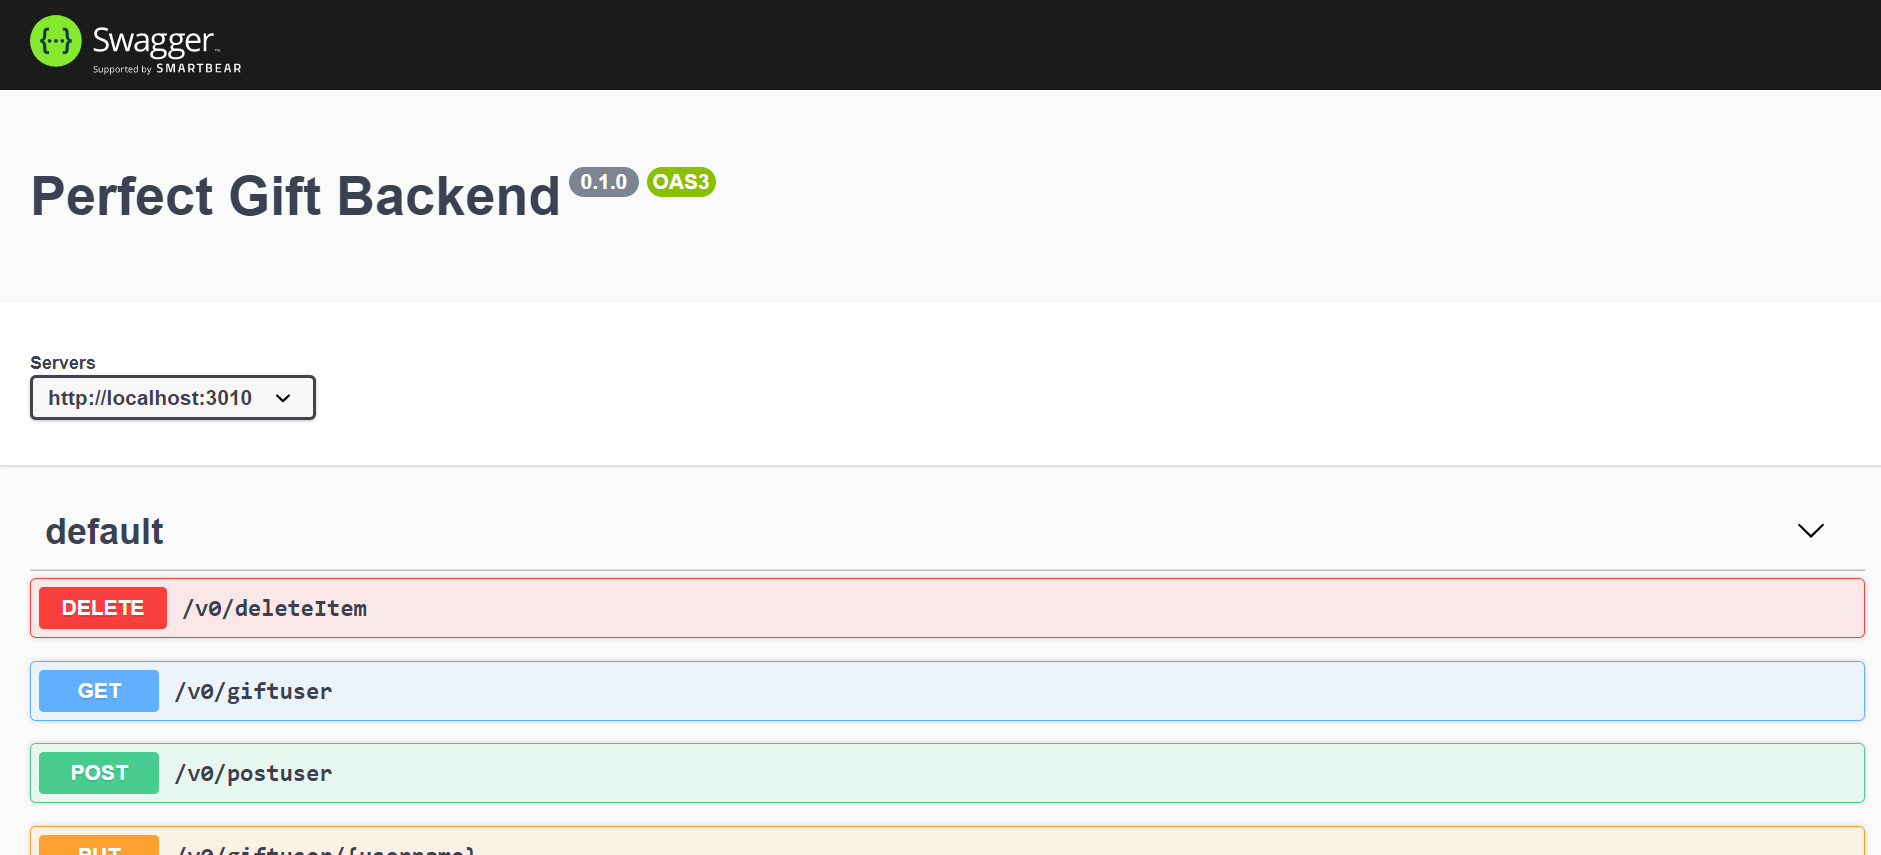 {···} Swagger™
Supported by SMARTBEAR
Perfect Gift Backend 0.1.0 OAS3
Servers
http://localhost:3010
default
DELETE /v0/deleteItem
GET /v0/giftuser
POST /v0/postuser
PUT /v0/giftuser/{username}